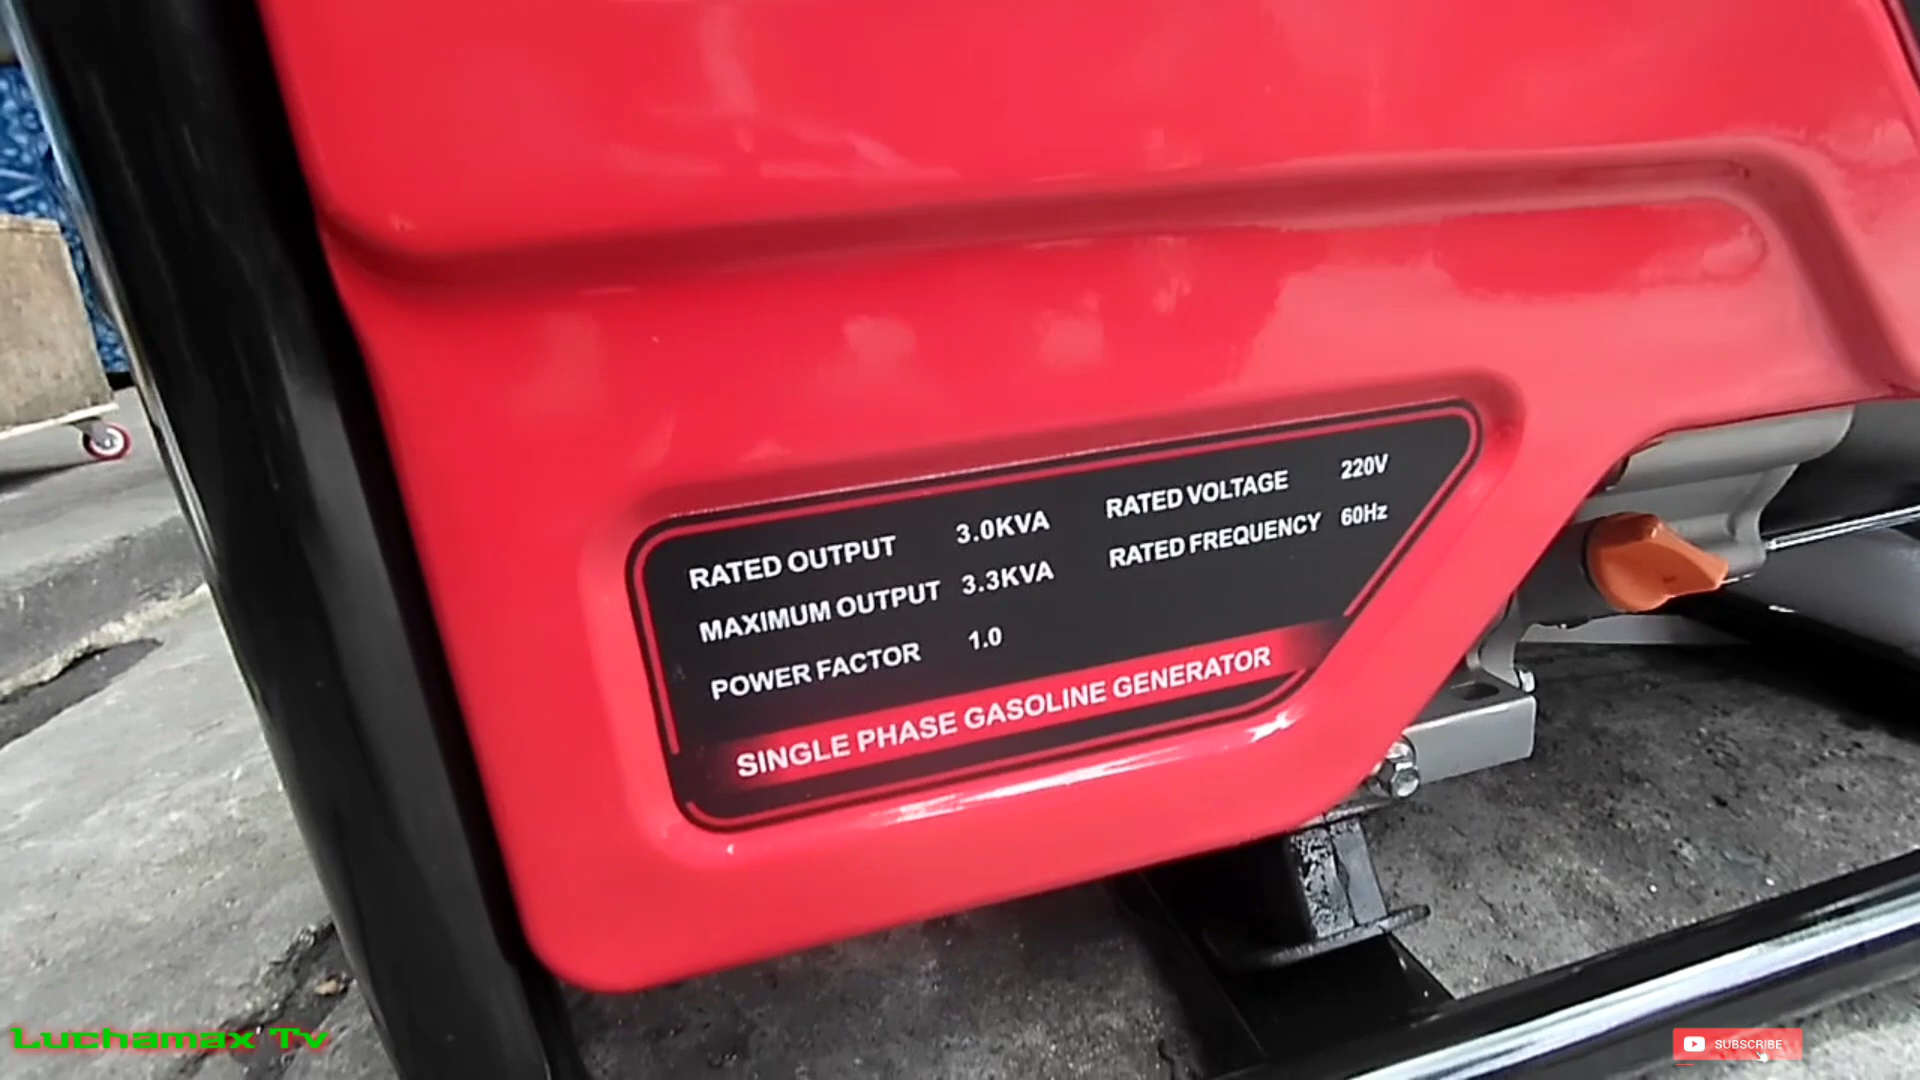 RATED OUTPUT 3.0KVA
MAXIMUM OUTPUT 3.3KVA
POWER FACTOR 1.0
RATED VOLTAGE 220V
RATED FREQUENCY 60Hz
SINGLE PHASE GASOLINE GENERATOR
Luchamax Tv
SUBSCRIBE